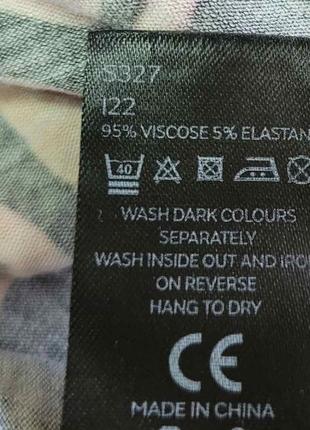 S327
I22
95% VISCOSE 5% ELASTAN
40
WASH DARK COLOURS
SEPARATELY
WASH INSIDE OUT AND IRON
ON REVERSE
HANG TO DRY
CE
MADE IN CHINA